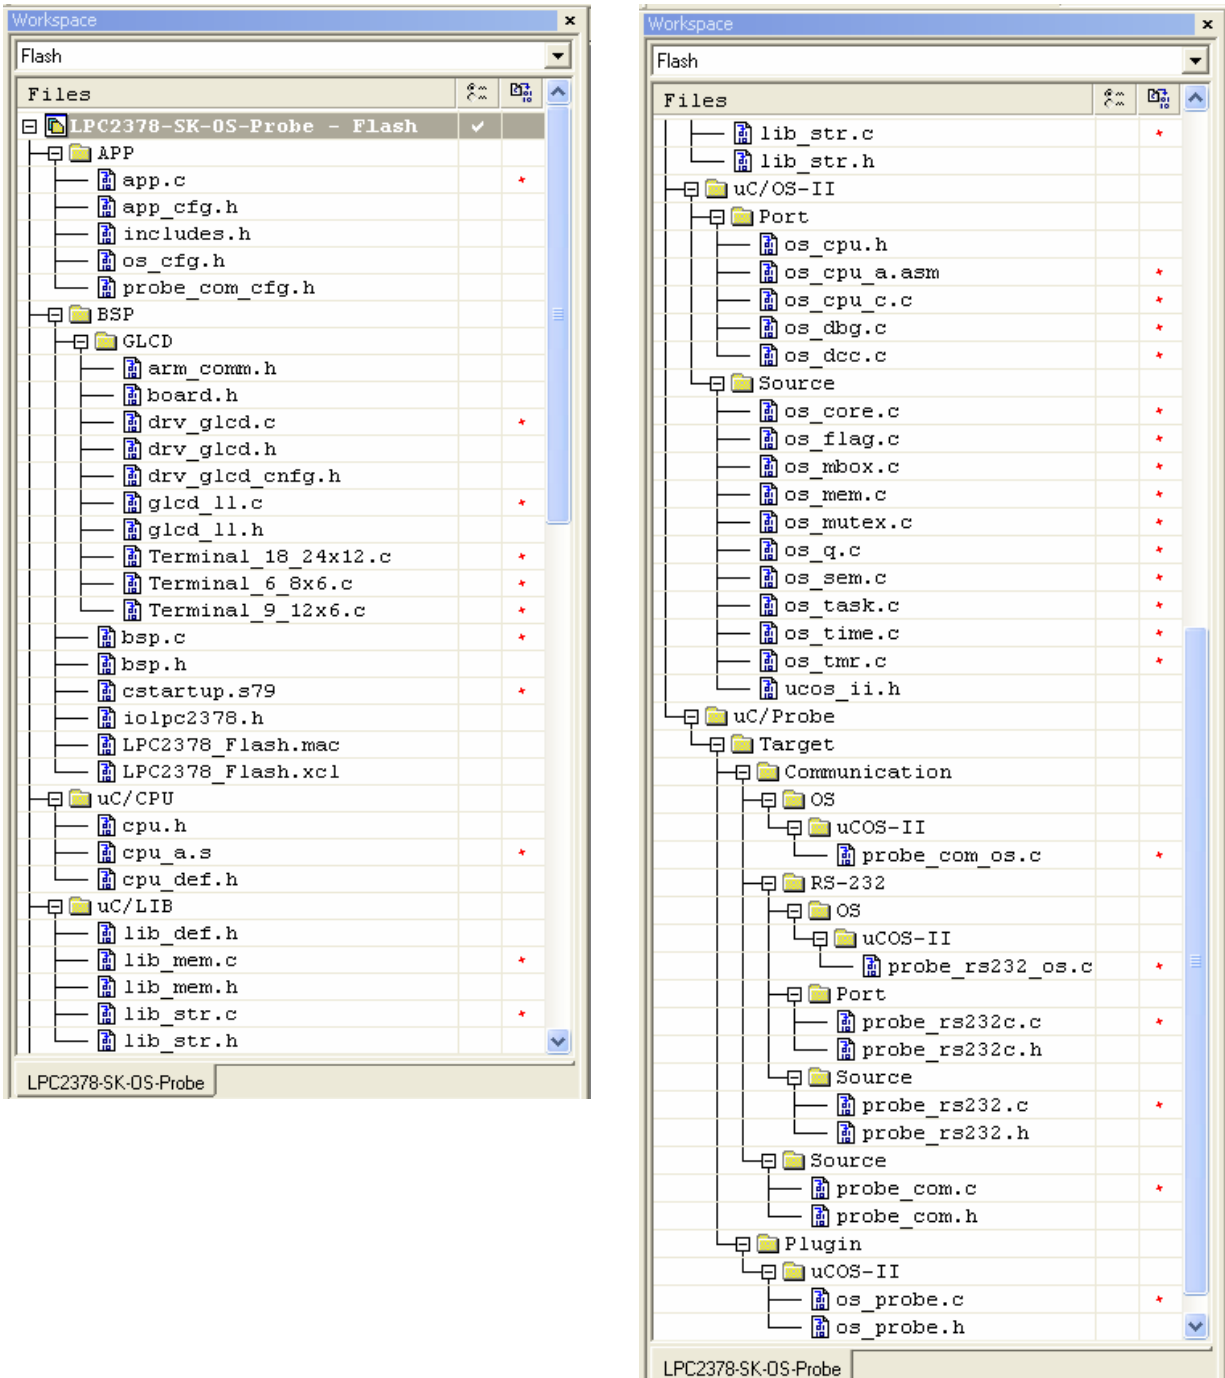 Workspace
Flash
Files
LPC2378-SK-OS-Probe - Flash
APP
app.c
app_cfg.h
includes.h
os_cfg.h
probe_com_cfg.h
BSP
GLCD
arm_comm.h
board.h
drv_glcd.c
drv_glcd.h
drv_glcd_cnfg.h
glcd_ll.c
glcd_ll.h
Terminal_18_24x12.c
Terminal_6_8x6.c
Terminal_9_12x6.c
bsp.c
bsp.h
cstartup.s79
iolpc2378.h
LPC2378_Flash.mac
LPC2378_Flash.xcl
uC/CPU
cpu.h
cpu_a.s
cpu_def.h
uC/LIB
lib_def.h
lib_mem.c
lib_mem.h
lib_str.c
lib_str.h
LPC2378-SK-OS-Probe
Workspace
Flash
Files
lib_str.c
lib_str.h
uC/OS-II
Port
os_cpu.h
os_cpu_a.asm
os_cpu_c.c
os_dbg.c
os_dcc.c
Source
os_core.c
os_flag.c
os_mbox.c
os_mem.c
os_mutex.c
os_q.c
os_sem.c
os_task.c
os_time.c
os_tmr.c
ucos_ii.h
uC/Probe
Target
Communication
OS
uCOS-II
probe_com_os.c
RS-232
OS
uCOS-II
probe_rs232_os.c
Port
probe_rs232c.c
probe_rs232c.h
Source
probe_rs232.c
probe_rs232.h
Source
probe_com.c
probe_com.h
Plugin
uCOS-II
os_probe.c
os_probe.h
LPC2378-SK-OS-Probe